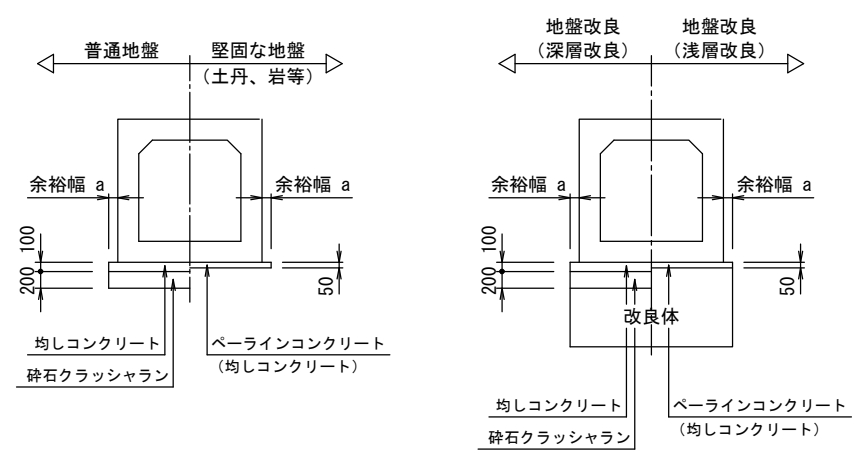 普通地盤
堅固な地盤
(土丹、岩等)
余裕幅 a
余裕幅 a
100
200
50
均しコンクリート
砕石クラッシャラン
ペーラインコンクリート
(均しコンクリート)
地盤改良
(深層改良)
地盤改良
(浅層改良)
余裕幅 a
余裕幅 a
100
200
50
改良体
均しコンクリート
砕石クラッシャラン
ペーラインコンクリート
(均しコンクリート)